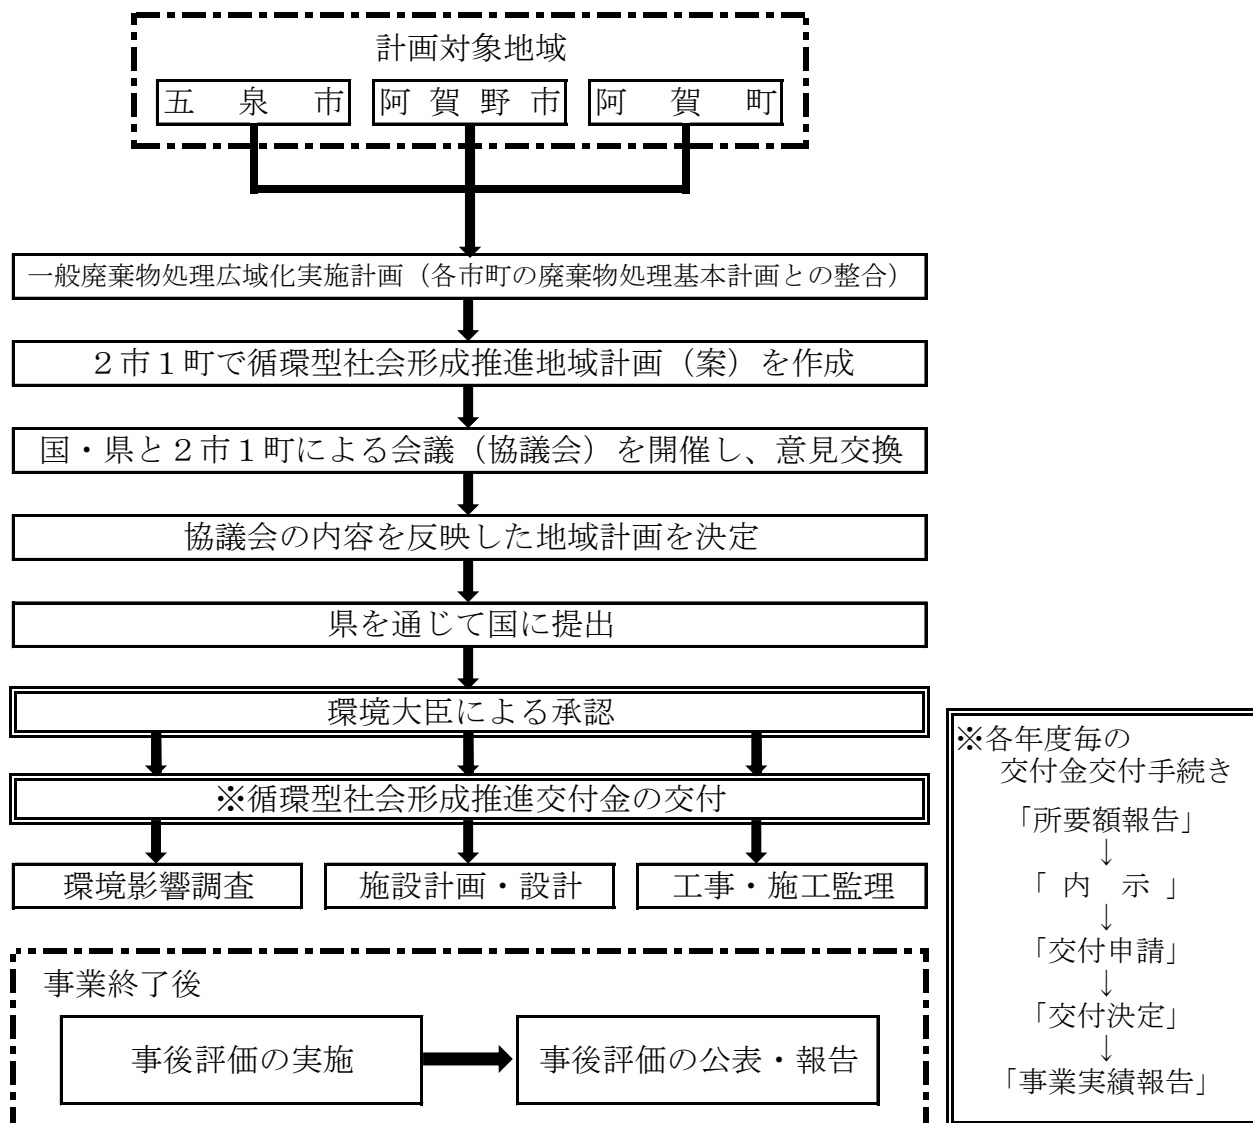 計画対象地域
五泉市
阿賀野市
阿賀町
一般廃棄物処理広域化実施計画（各市町の廃棄物処理基本計画との整合）
２市１町で循環型社会形成推進地域計画（案）を作成
国・県と２市１町による会議（協議会）を開催し、意見交換
協議会の内容を反映した地域計画を決定
県を通じて国に提出
環境大臣による承認
※循環型社会形成推進交付金の交付
環境影響調査
施設計画・設計
工事・施工監理
事業終了後
事後評価の実施
事後評価の公表・報告
※各年度毎の
交付金交付手続き
「所要額報告」
↓
「内　示」
↓
「交付申請」
↓
「交付決定」
↓
「事業実績報告」